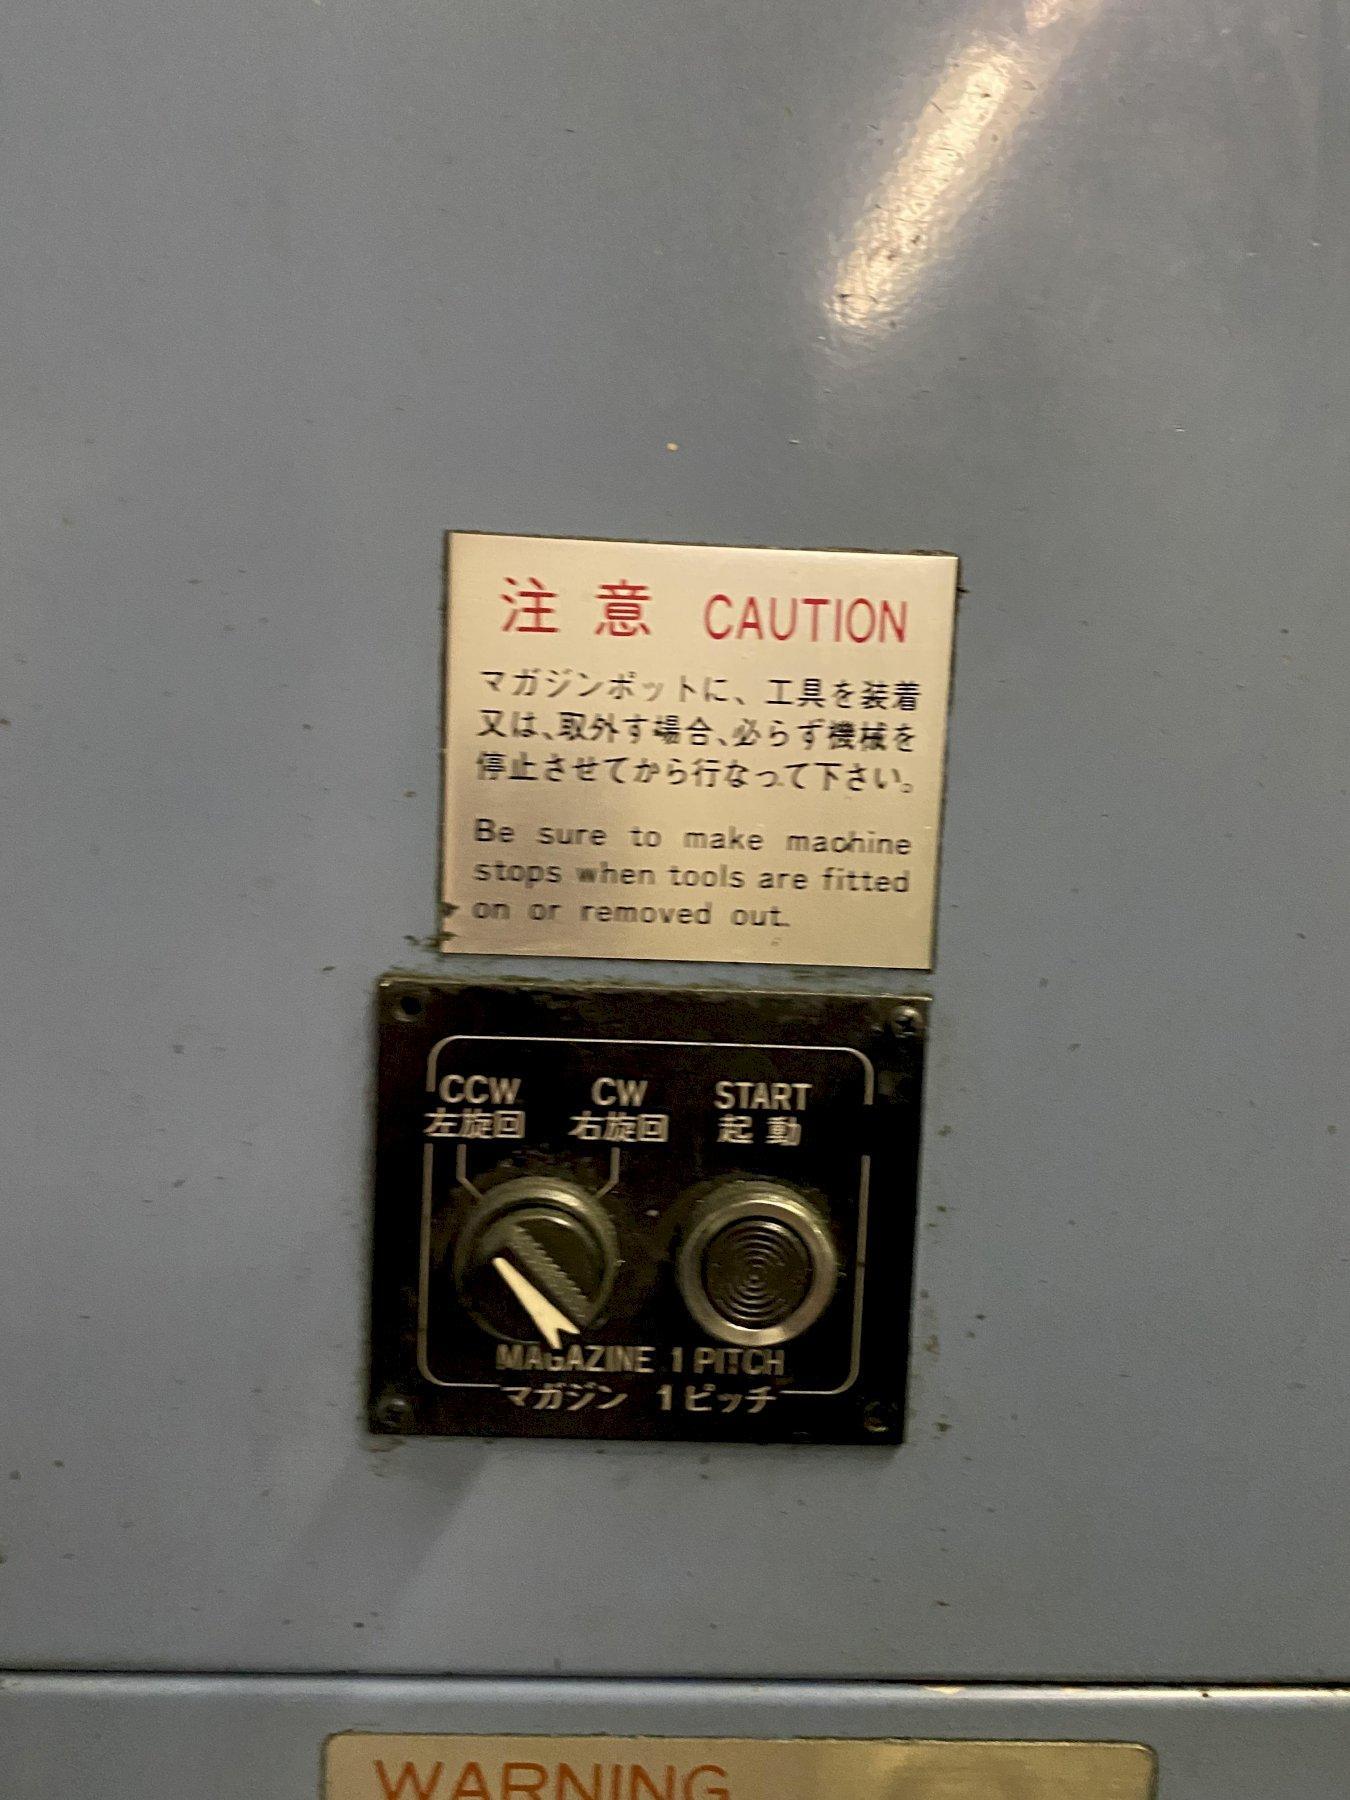 注意 CAUTION
マガジンポットに、工具を装着
又は、取外す場合、必らず機械を
停止させてから行なって下さい。
Be sure to make machine
stops when tools are fitted
on or removed out.
CCW CW START
左旋回 右旋回 起動
MAGAZINE 1 PITCH
マガジン 1ピッチ
WARNING